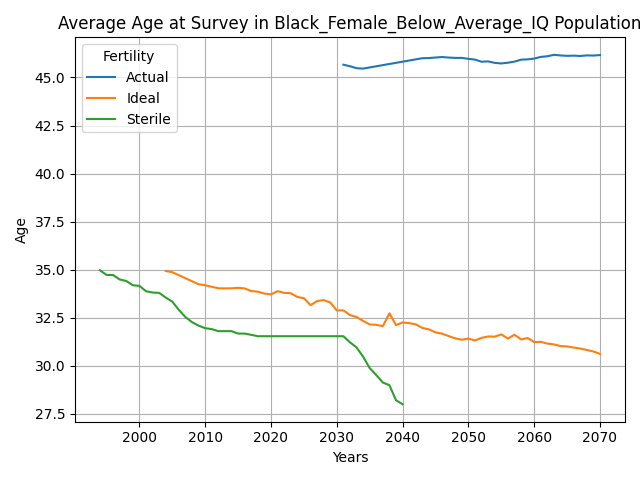 Average Age at Survey in Black_Female_Below_Average_IQ Population
Fertility
Actual
Ideal
Sterile
Age
45.0
42.5
40.0
37.5
35.0
32.5
30.0
27.5
2000 2010 2020 2030 2040 2050 2060 2070
Years